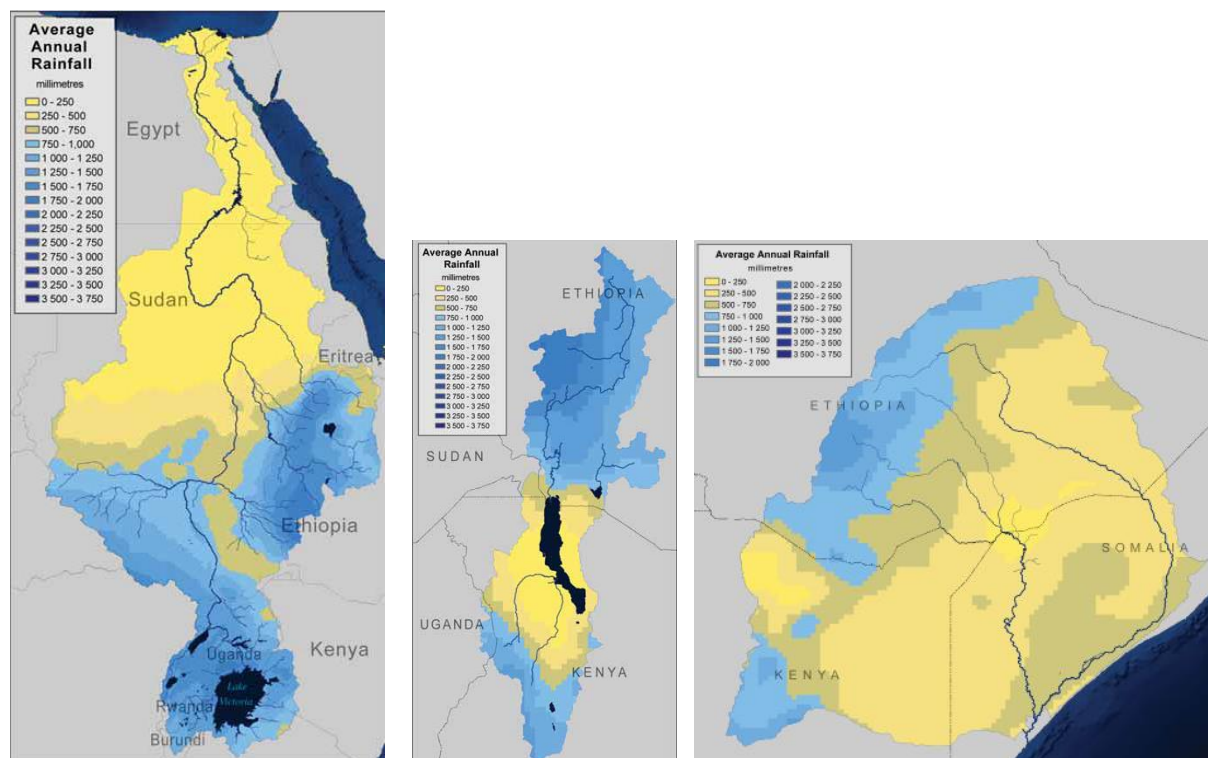 Average
Annual
Rainfall
millimetres
0 - 250
250 - 500
500 - 750
750 - 1,000
1 000 - 1 250
1 250 - 1 500
1 500 - 1 750
1 750 - 2 000
2 000 - 2 250
2 250 - 2 500
2 500 - 2 750
2 750 - 3 000
3 000 - 3 250
3 250 - 3 500
3 500 - 3 750
Egypt
Sudan
Eritrea
Ethiopia
Kenya
Uganda
Lake
Victoria
Rwanda
Burundi
Average Annual
Rainfall
millimetres
0 - 250
250 - 500
500 - 750
750 - 1 000
1 000 - 1 250
1 250 - 1 500
1 500 - 1 750
1 750 - 2 000
2 000 - 2 250
2 250 - 2 500
2 500 - 2 750
2 750 - 3 000
3 000 - 3 250
3 250 - 3 500
3 500 - 3 750
ETHIOPIA
SUDAN
UGANDA
KENYA
Average Annual Rainfall
millimetres
0 - 250
250 - 500
500 - 750
750 - 1 000
1 000 - 1 250
1 250 - 1 500
1 500 - 1 750
1 750 - 2 000
2 000 - 2 250
2 250 - 2 500
2 500 - 2 750
2 750 - 3 000
3 000 - 3 250
3 250 - 3 500
3 500 - 3 750
ETHIOPIA
SOMALIA
KENYA